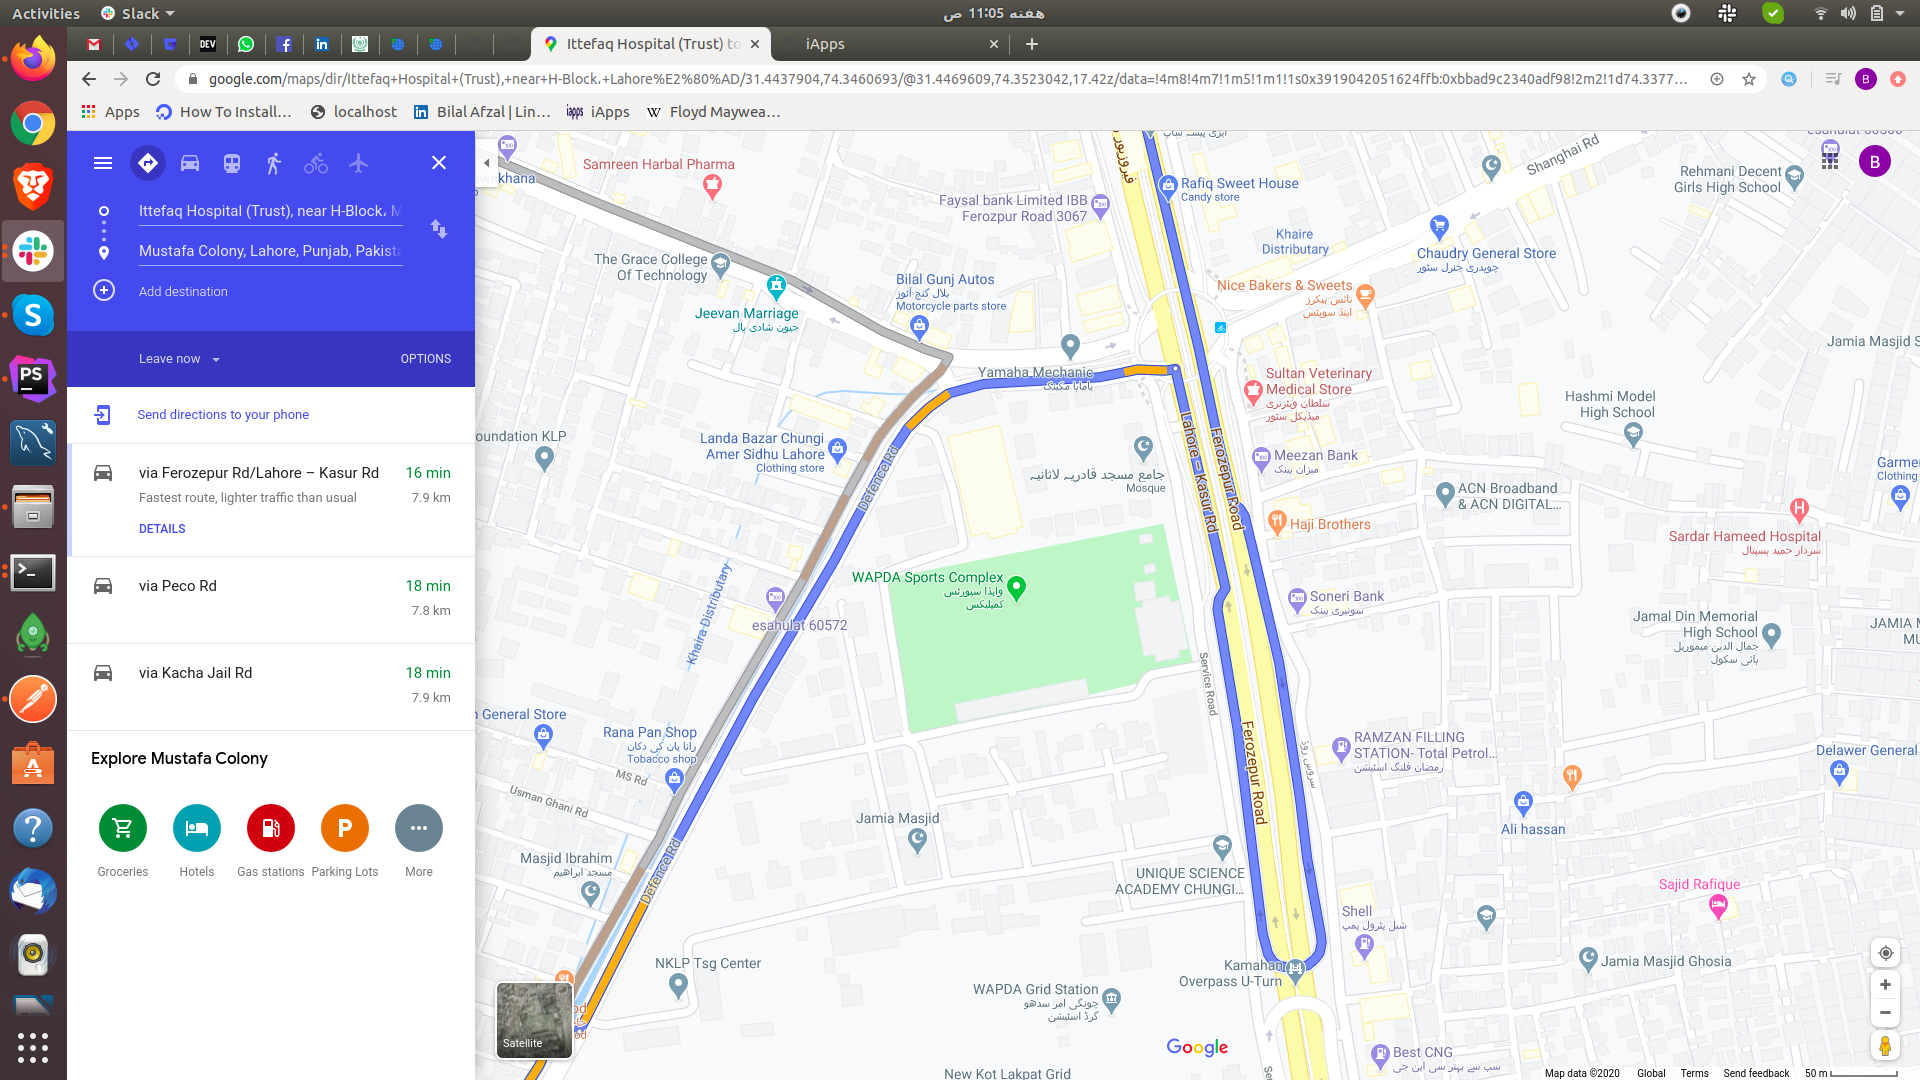 Activities
Slack
هفته 11:05 ص
Ittefaq Hospital (Trust) to
iApps
google.com/maps/dir/Ittefaq+Hospital+(Trust),+near+H-Block،+Lahore%E2%80%AD/31.4437904,74.3460693/@31.4469609,74.3523042,17.42z/data=!4m8!4m7!1m5!1m1!1s0x3919042051624ffb:0xbbad9c2340adf98!2m2!1d74.3377...
B
Apps
How To Install...
localhost
Bilal Afzal | Lin...
iApps
Floyd Maywea...
Ittefaq Hospital (Trust), near H-Block، M
Mustafa Colony, Lahore, Punjab, Pakista
Add destination
Leave now
OPTIONS
Send directions to your phone
via Ferozepur Rd/Lahore – Kasur Rd
16 min
Fastest route, lighter traffic than usual
7.9 km
DETAILS
via Peco Rd
18 min
7.8 km
via Kacha Jail Rd
18 min
7.9 km
Explore Mustafa Colony
Groceries
Hotels
Gas stations
Parking Lots
More
Samreen Harbal Pharma
فیروزپور
Rafiq Sweet House
Candy store
Faysal bank Limited IBB
Ferozpur Road 3067
Shanghai Rd
Rehmani Decent
Girls High School
B
Khaire
Distributary
Chaudry General Store
چوہدری جنرل سٹور
The Grace College
Of Technology
Bilal Gunj Autos
بلال گنج آٹوز
Motorcycle parts store
Nice Bakers & Sweets
نائس بیکرز
اینڈ سویٹس
Jeevan Marriage
جیون شادی ہال
Yamaha Mechanic
یاماہا مکینک
Jamia Masjid S
Sultan Veterinary
Medical Store
سلطان ویٹرنری
میڈیکل سٹور
Hashmi Model
High School
oundation KLP
Landa Bazar Chungi
Amer Sidhu Lahore
Clothing store
Defence Rd
Lahore – Kasur Rd
Ferozepur Road
Meezan Bank
میزان بینک
جامع مسجد قادریہ لاثانیہ
Mosque
Garmen
Clothing
ACN Broadband
& ACN DIGITAL...
Haji Brothers
Sardar Hameed Hospital
سردار حمید ہسپتال
WAPDA Sports Complex
واپڈا سپورٹس
کمپلیکس
Khaira Distributary
esahulat 60572
Soneri Bank
سونیری بینک
Jamal Din Memorial
High School
جمال الدین میموریل
ہائی سکول
JAMIA M
MU
Service Road
n General Store
Rana Pan Shop
رانا پان کی دکان
Tobacco shop
MS Rd
Usman Ghani Rd
Ferozepur Road
سروس روڈ
RAMZAN FILLING
STATION- Total Petrol...
رمضان فلنگ اسٹیشن
Delawer General
Ali hassan
Jamia Masjid
Masjid Ibrahim
مسجد ابراھیم
Defence Rd
UNIQUE SCIENCE
ACADEMY CHUNGI...
Sajid Rafique
Shell
شیل پٹرول پمپ
NKLP Tsg Center
Kamahan
Overpass U-Turn
Jamia Masjid Ghosia
WAPDA Grid Station
چونگی امر سدھو
گرڈ اسٹیشن
Satellite
Google
Best CNG
New Kot Lakpat Grid
Map data ©2020
Global
Terms
Send feedback
50 m